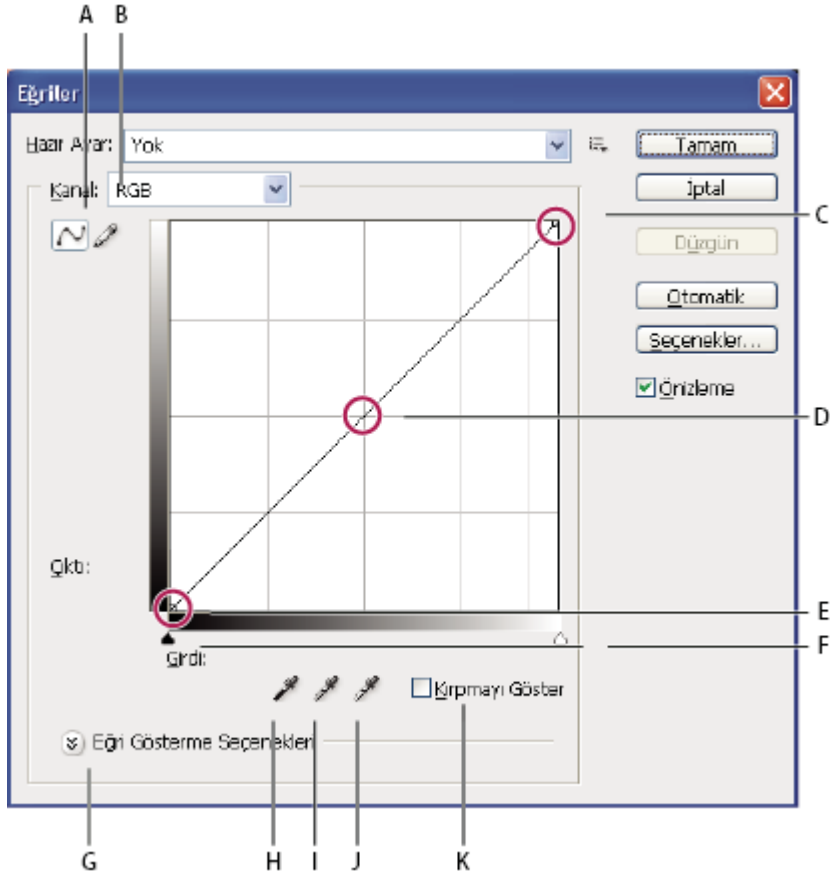 A B
Eğriler
Hazır Ayar: Yok
Tamam
Kanal: RGB
İptal
C
Düzgün
Otomatik
Seçenekler...
Önizleme
D
Çıktı:
E
F
Girdi:
Kırpmayı Göster
Eğri Gösterme Seçenekleri
G H I J K